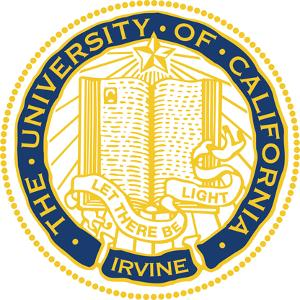 · THE · UNIVERSITY · OF · CALIFORNIA ·
LET THERE BE
LIGHT
IRVINE